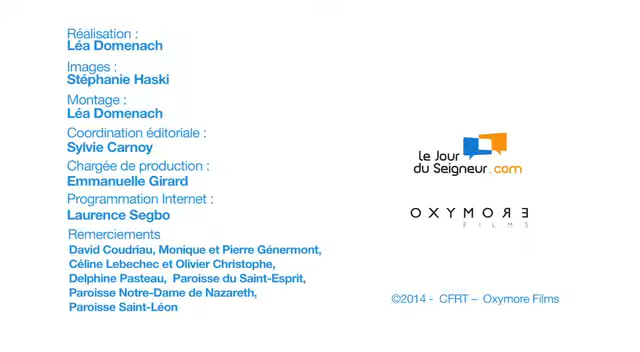 Réalisation :
Léa Domenach
Images :
Stéphanie Haski
Montage :
Léa Domenach
Coordination éditoriale :
Sylvie Carnoy
Chargée de production :
Emmanuelle Girard
Programmation Internet :
Laurence Segbo
Remerciements
David Coudriau, Monique et Pierre Génermont,
Céline Lebechec et Olivier Christophe,
Delphine Pasteau, Paroisse du Saint-Esprit,
Paroisse Notre-Dame de Nazareth,
Paroisse Saint-Léon
Le Jour
du Seigneur.com
OXYMORE
FILMS
©2014 - CFRT – Oxymore Films